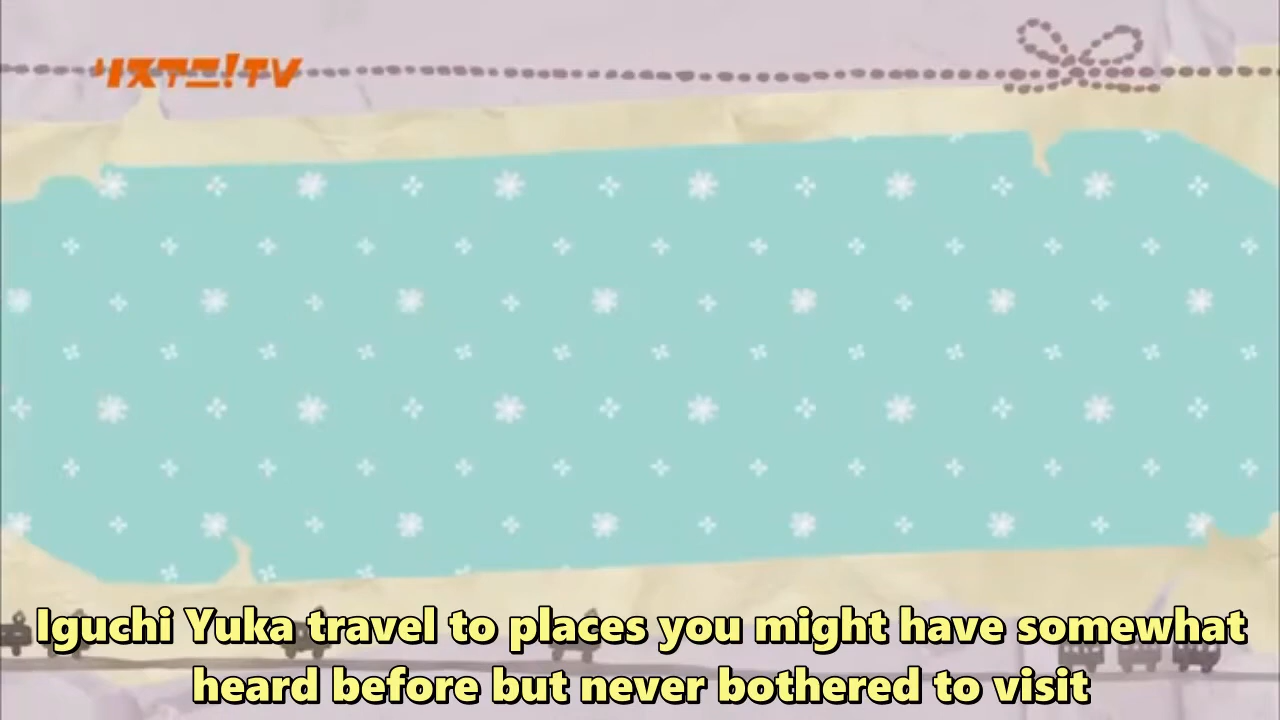 リスアニ!TV
Iguchi Yuka travel to places you might have somewhat
heard before but never bothered to visit